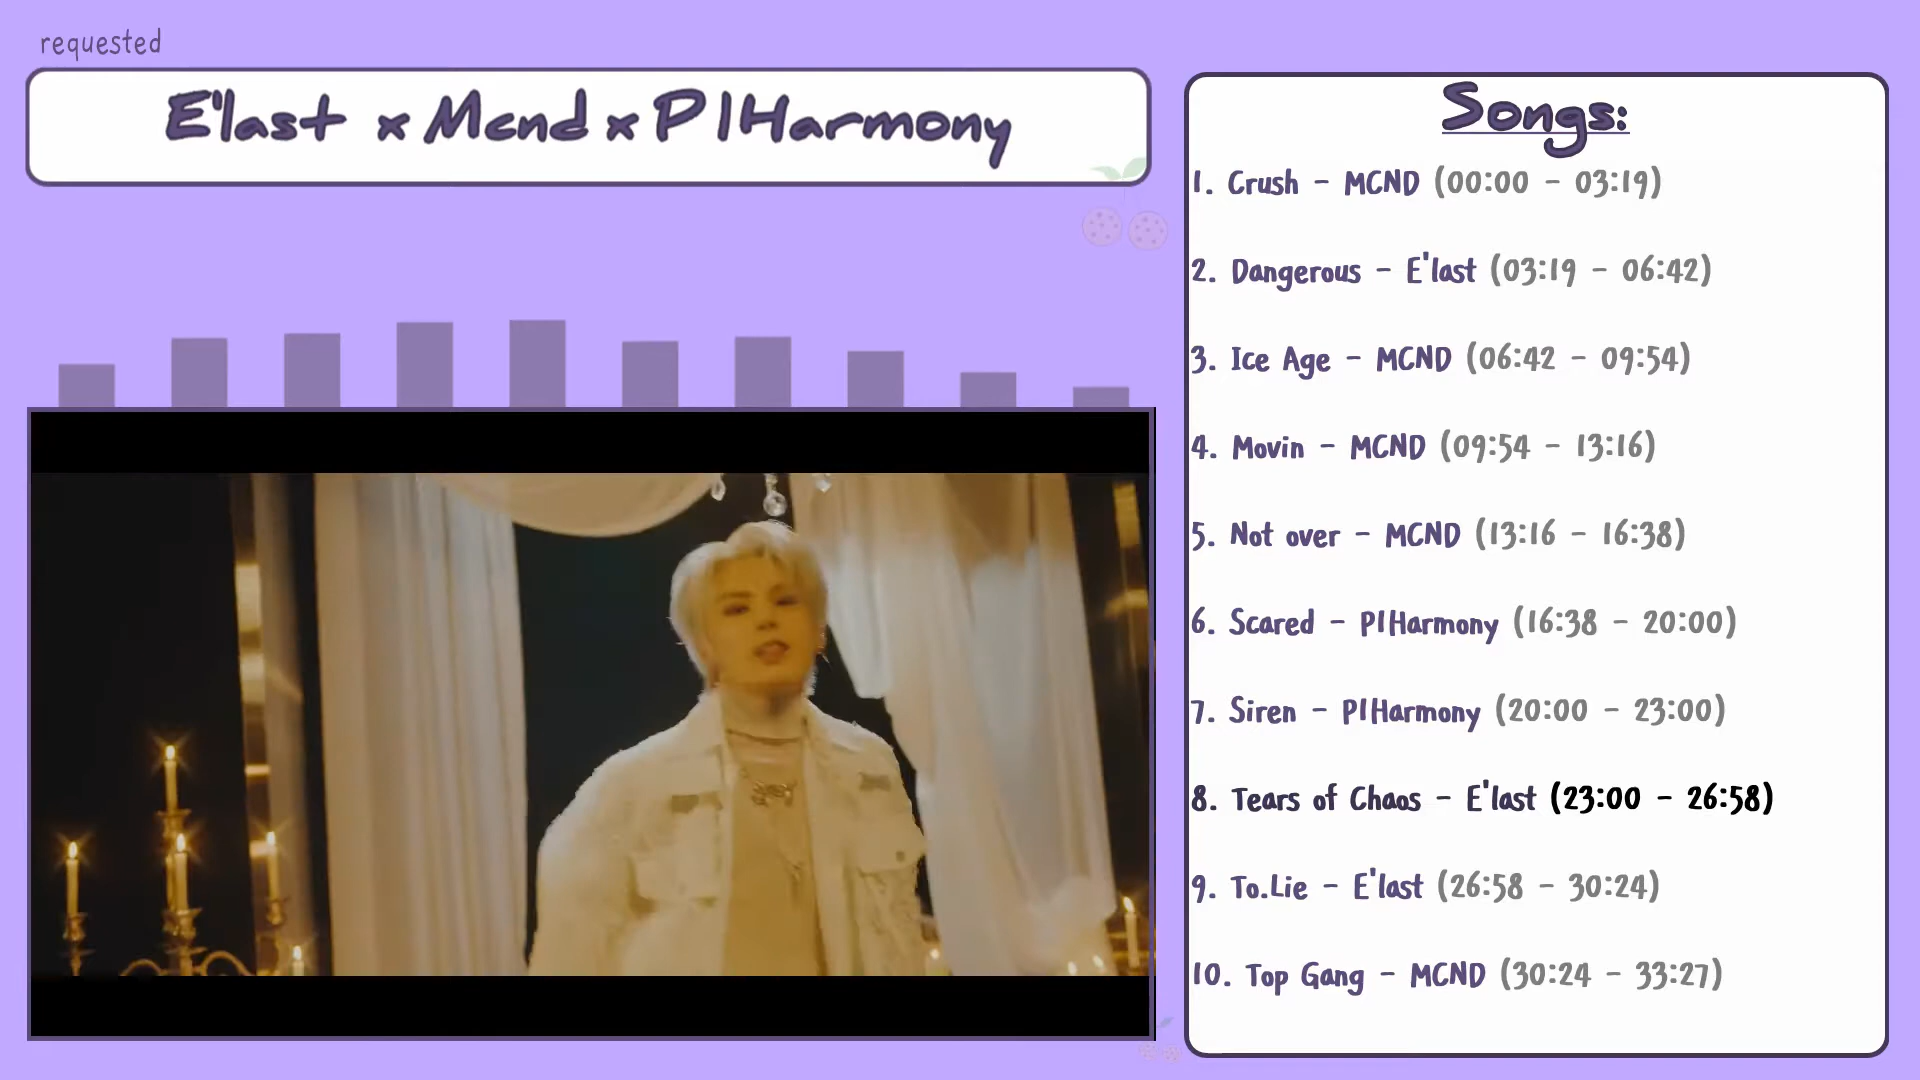 requested
E'last x Mcnd x P1Harmony
Songs:
1. Crush - MCND (00:00 - 03:19)
2. Dangerous - E'last (03:19 - 06:42)
3. Ice Age - MCND (06:42 - 09:54)
4. Movin - MCND (09:54 - 13:16)
5. Not over - MCND (13:16 - 16:38)
6. Scared - P1Harmony (16:38 - 20:00)
7. Siren - P1Harmony (20:00 - 23:00)
8. Tears of Chaos - E'last (23:00 - 26:58)
9. To.Lie - E'last (26:58 - 30:24)
10. Top Gang - MCND (30:24 - 33:27)